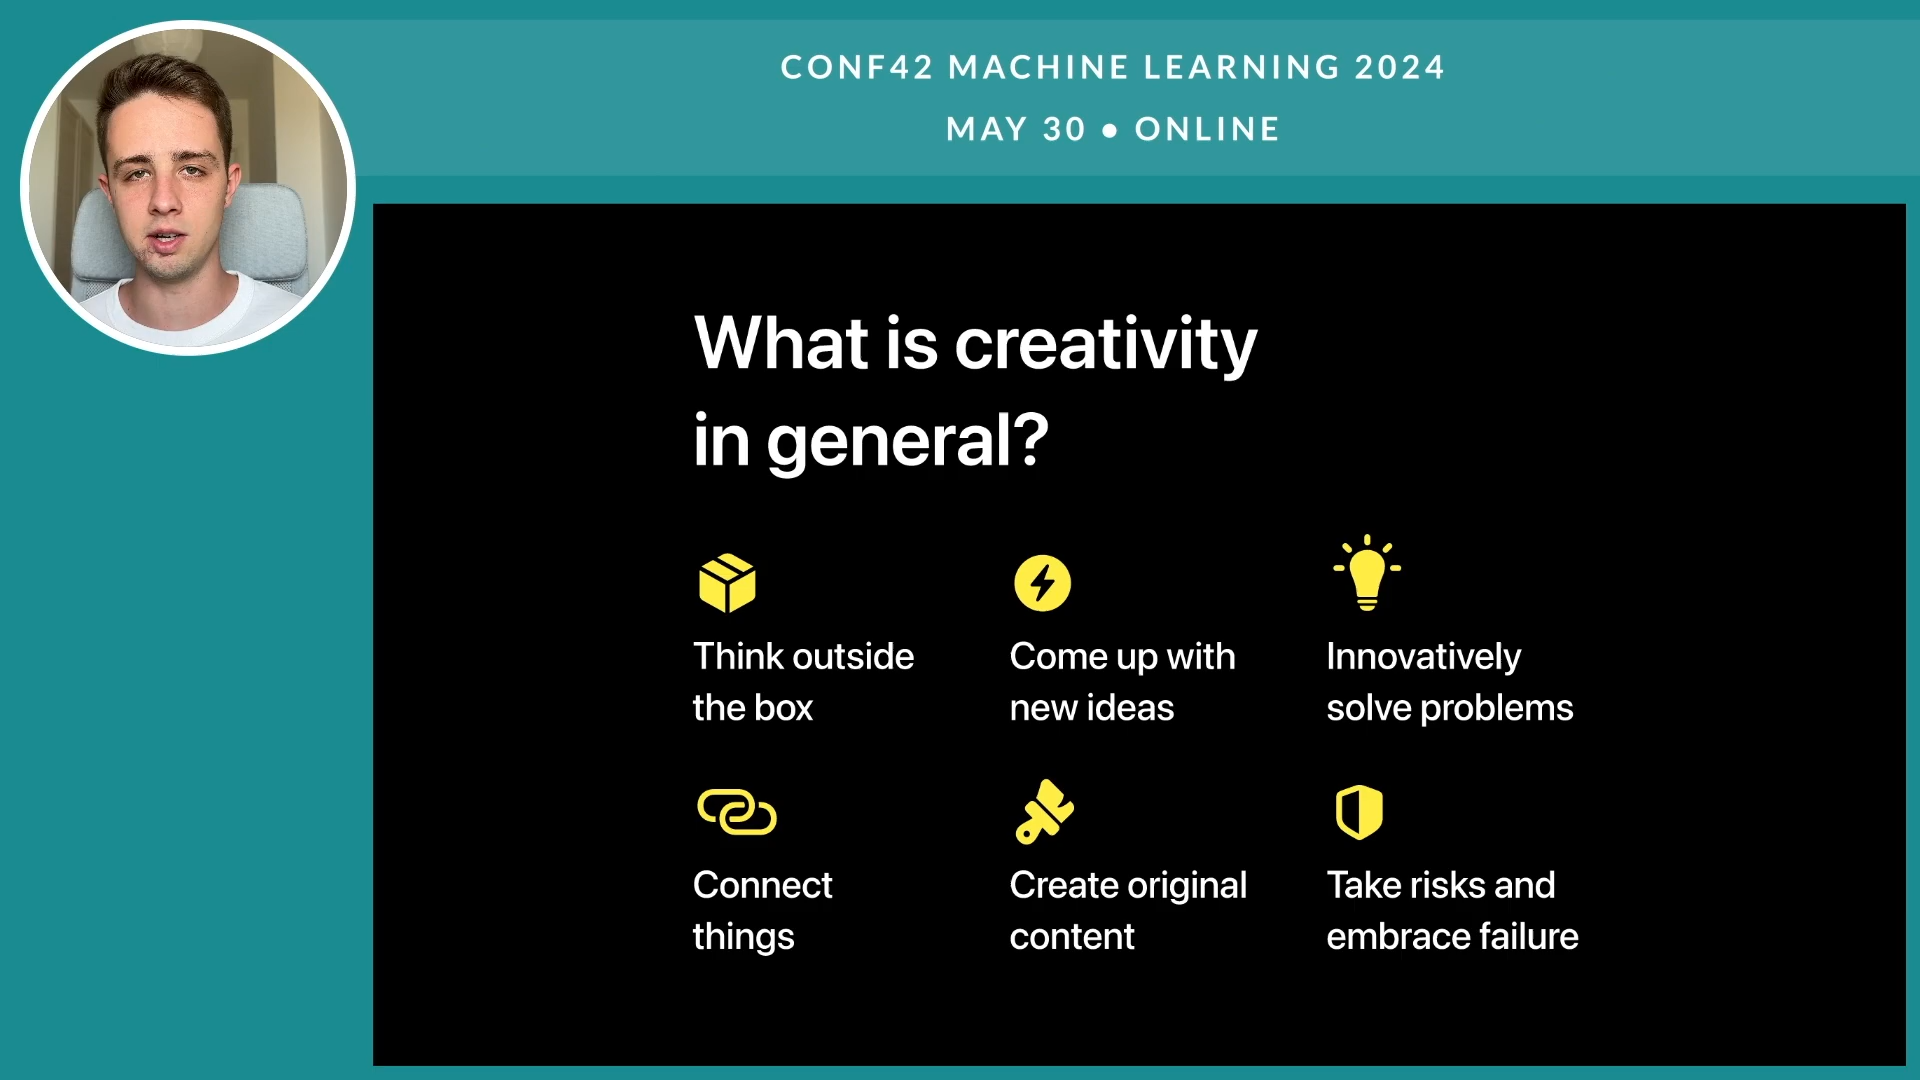 CONF42 MACHINE LEARNING 2024
MAY 30 • ONLINE
What is creativity
in general?
Think outside
the box
Come up with
new ideas
Innovatively
solve problems
Connect
things
Create original
content
Take risks and
embrace failure